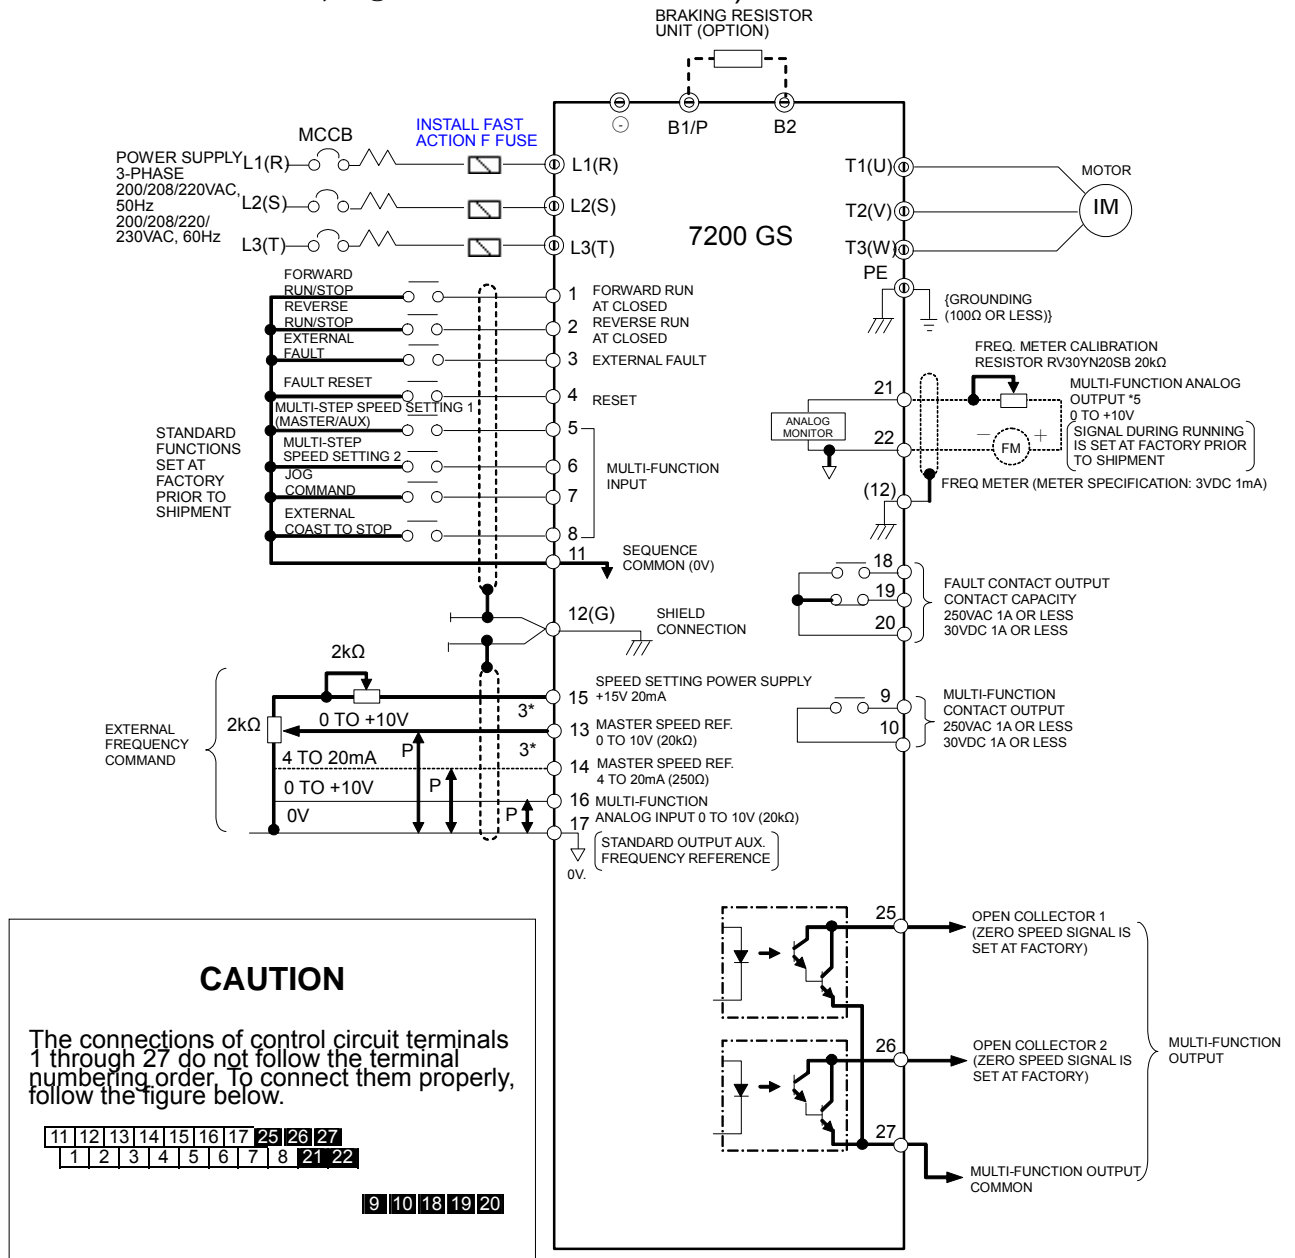 BRAKING RESISTOR
UNIT (OPTION)
B1/P
B2
-
MCCB
INSTALL FAST
ACTION F FUSE
POWER SUPPLY
3-PHASE
200/208/220VAC,
50Hz
200/208/220/
230VAC, 60Hz
L1(R)
L2(S)
L3(T)
L1(R)
L2(S)
L3(T)
7200 GS
T1(U)
T2(V)
T3(W)
PE
MOTOR
IM
{GROUNDING
(100Ω OR LESS)}
FORWARD
RUN/STOP
REVERSE
RUN/STOP
EXTERNAL
FAULT
FAULT RESET
MULTI-STEP SPEED SETTING 1
(MASTER/AUX)
MULTI-STEP
SPEED SETTING 2
JOG
COMMAND
EXTERNAL
COAST TO STOP
STANDARD
FUNCTIONS
SET AT
FACTORY
PRIOR TO
SHIPMENT
1
FORWARD RUN
AT CLOSED
2
REVERSE RUN
AT CLOSED
3
EXTERNAL FAULT
4
RESET
5
6
7
8
MULTI-FUNCTION
INPUT
11
SEQUENCE
COMMON (0V)
12(G)
SHIELD
CONNECTION
FREQ. METER CALIBRATION
RESISTOR RV30YN20SB 20kΩ
21
22
ANALOG
MONITOR
MULTI-FUNCTION ANALOG
OUTPUT *5
0 TO +10V
SIGNAL DURING RUNNING
IS SET AT FACTORY PRIOR
TO SHIPMENT
− FM +
FREQ METER (METER SPECIFICATION: 3VDC 1mA)
(12)
18
19
20
FAULT CONTACT OUTPUT
CONTACT CAPACITY
250VAC 1A OR LESS
30VDC 1A OR LESS
9
10
MULTI-FUNCTION
CONTACT OUTPUT
250VAC 1A OR LESS
30VDC 1A OR LESS
EXTERNAL
FREQUENCY
COMMAND
2kΩ
2kΩ
0 TO +10V
4 TO 20mA
0 TO +10V
0V
P
P
P
3*
3*
15
SPEED SETTING POWER SUPPLY
+15V 20mA
13
MASTER SPEED REF.
0 TO 10V (20kΩ)
14
MASTER SPEED REF.
4 TO 20mA (250Ω)
16
MULTI-FUNCTION
ANALOG INPUT 0 TO 10V (20kΩ)
17
0V.
STANDARD OUTPUT AUX.
FREQUENCY REFERENCE
25
OPEN COLLECTOR 1
(ZERO SPEED SIGNAL IS
SET AT FACTORY)
26
OPEN COLLECTOR 2
(ZERO SPEED SIGNAL IS
SET AT FACTORY)
27
MULTI-FUNCTION OUTPUT
COMMON
MULTI-FUNCTION
OUTPUT
CAUTION
The connections of control circuit terminals
1 through 27 do not follow the terminal
numbering order. To connect them properly,
follow the figure below.
11 12 13 14 15 16 17 25 26 27
1 2 3 4 5 6 7 8 21 22
9 10 18 19 20